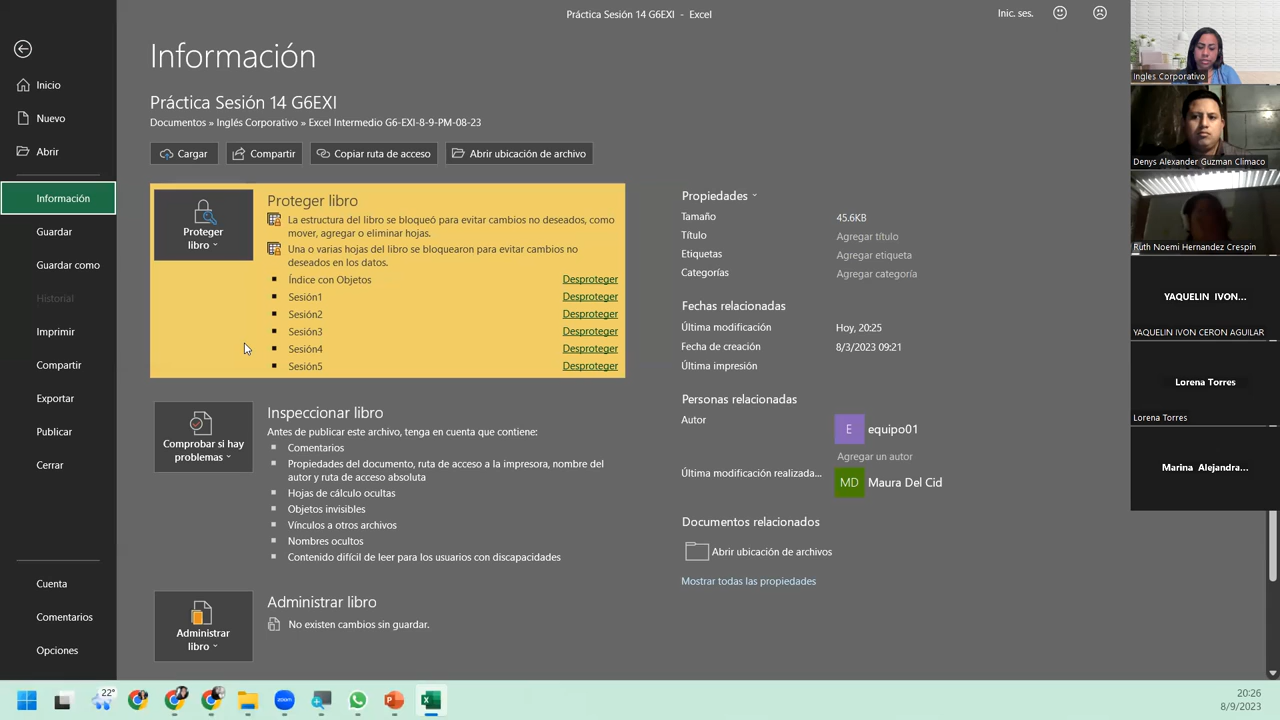 Práctica Sesión 14 G6EXI - Excel
Inic. ses.
Información
Inicio
Nuevo
Abrir
Información
Guardar
Guardar como
Historial
Imprimir
Compartir
Exportar
Publicar
Cerrar
Cuenta
Comentarios
Opciones
Práctica Sesión 14 G6EXI
Documentos » Inglés Corporativo » Excel Intermedio G6-EXI-8-9-PM-08-23
Cargar
Compartir
Copiar ruta de acceso
Abrir ubicación de archivo
Proteger
libro
Proteger libro
La estructura del libro se bloqueó para evitar cambios no deseados, como
mover, agregar o eliminar hojas.
Una o varias hojas del libro se bloquearon para evitar cambios no
deseados en los datos.
Índice con Objetos Desproteger
Sesión1 Desproteger
Sesión2 Desproteger
Sesión3 Desproteger
Sesión4 Desproteger
Sesión5 Desproteger
Comprobar si hay
problemas
Inspeccionar libro
Antes de publicar este archivo, tenga en cuenta que contiene:
Comentarios
Propiedades del documento, ruta de acceso a la impresora, nombre del
autor y ruta de acceso absoluta
Hojas de cálculo ocultas
Objetos invisibles
Vínculos a otros archivos
Nombres ocultos
Contenido difícil de leer para los usuarios con discapacidades
Administrar
libro
Administrar libro
No existen cambios sin guardar.
Propiedades
Tamaño 45.6KB
Título Agregar título
Etiquetas Agregar etiqueta
Categorías Agregar categoría
Fechas relacionadas
Última modificación Hoy, 20:25
Fecha de creación 8/3/2023 09:21
Última impresión
Personas relacionadas
Autor
E equipo01
Agregar un autor
Última modificación realizada...
MD Maura Del Cid
Documentos relacionados
Abrir ubicación de archivos
Mostrar todas las propiedades
Ingles Corporativo
Denys Alexander Guzman Climaco
Ruth Noemi Hernandez Crespin
YAQUELIN IVON...
YAQUELIN IVON CERON AGUILAR
Lorena Torres
Lorena Torres
Marina Alejandra...
22°
zoom
20:26
8/9/2023